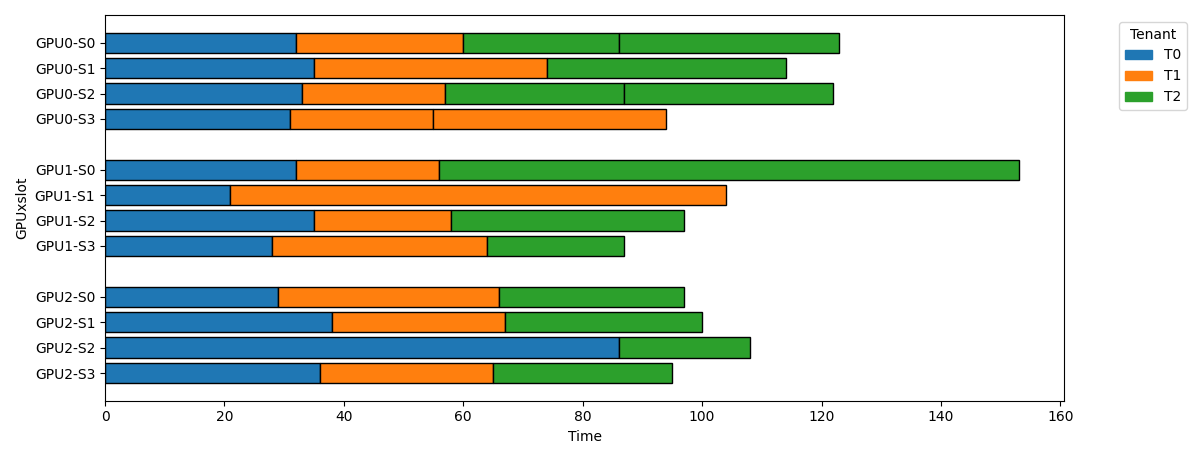 GPU0-S0
GPU0-S1
GPU0-S2
GPU0-S3
GPU1-S0
GPU1-S1
GPU1-S2
GPU1-S3
GPU2-S0
GPU2-S1
GPU2-S2
GPU2-S3
GPUxslot
0 20 40 60 80 100 120 140 160
Time
Tenant
T0
T1
T2